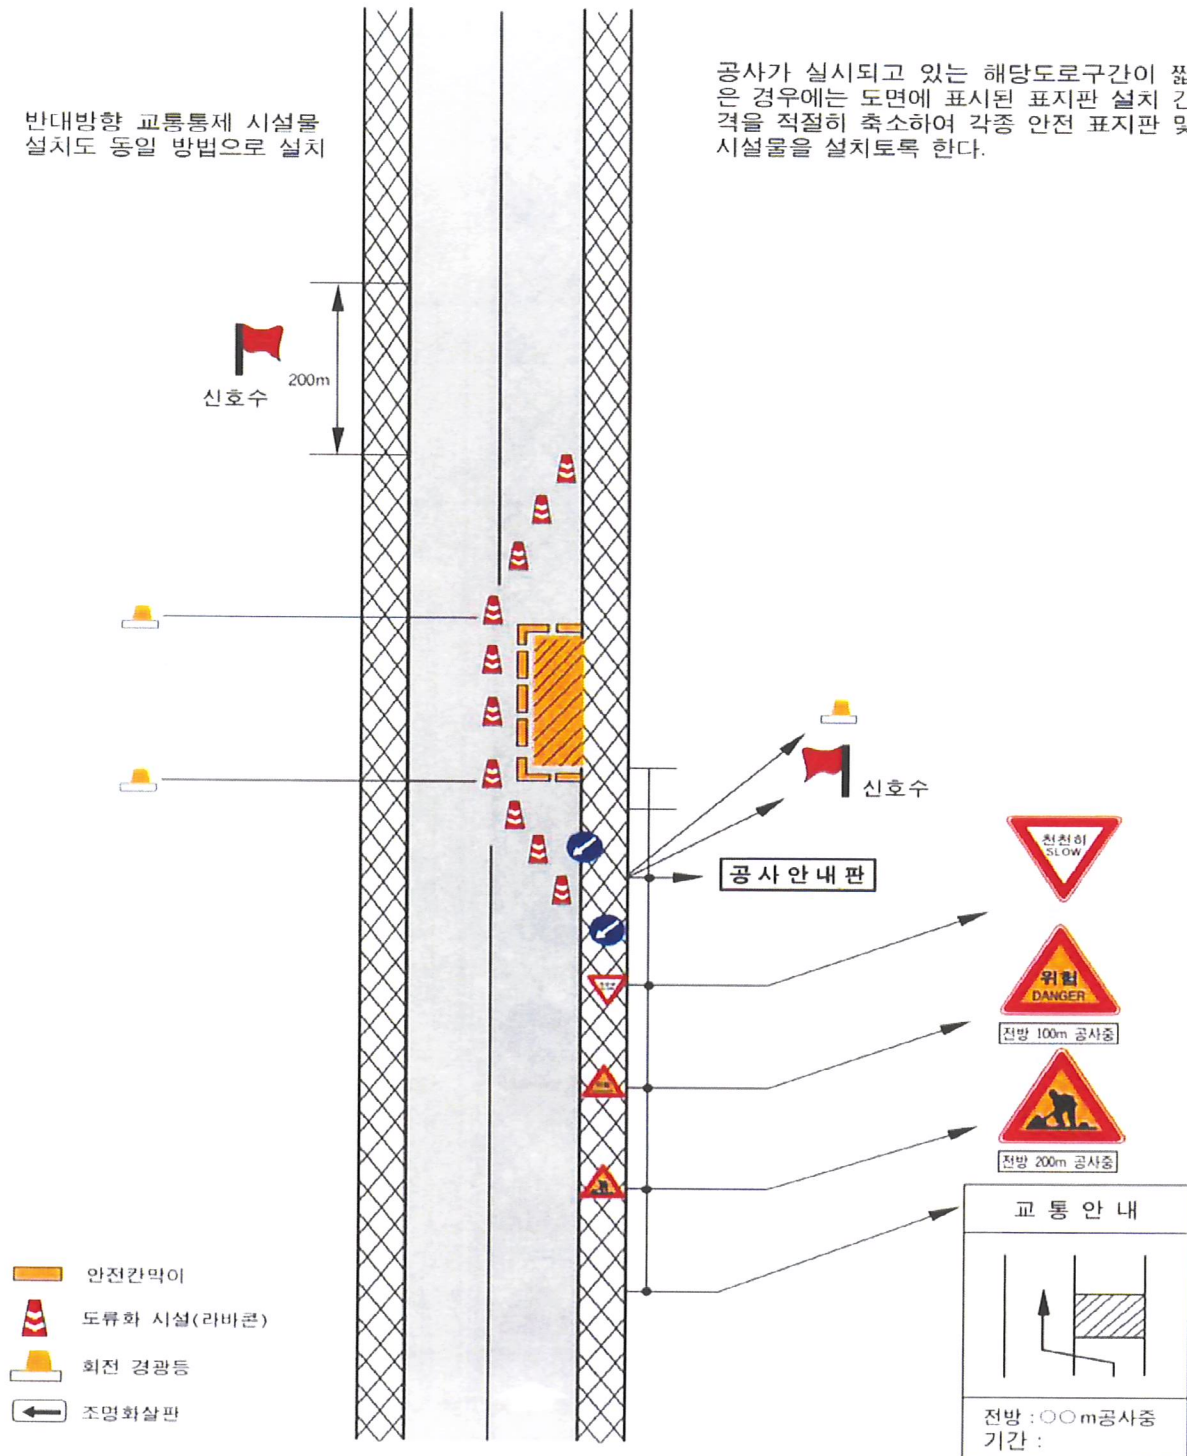 반대방향 교통통제 시설물
설치도 동일 방법으로 설치
공사가 실시되고 있는 해당도로구간이 짧
은 경우에는 도면에 표시된 표지판 설치 간
격을 적절히 축소하여 각종 안전 표지판 및
시설물을 설치토록 한다.
200m
신호수
신호수
공사안내판
천천히
SLOW
위험
DANGER
전방 100m 공사중
전방 200m 공사중
교통안내
전방 : ○○m공사중
기간 :
안전칸막이
도류화 시설(라바콘)
회전 경광등
조명화살판